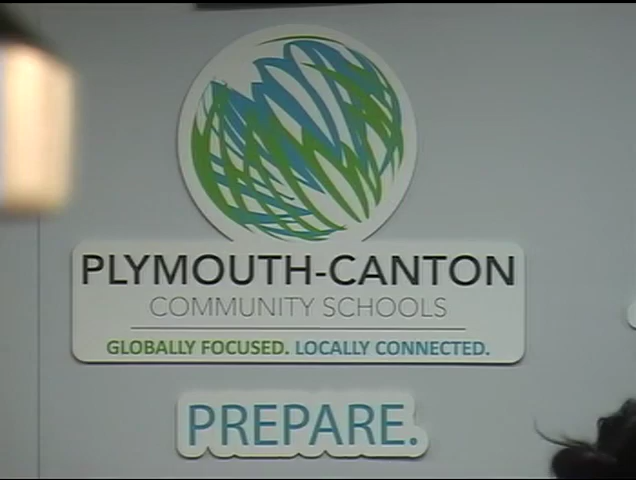 PLYMOUTH-CANTON
COMMUNITY SCHOOLS
GLOBALLY FOCUSED. LOCALLY CONNECTED.
PREPARE.